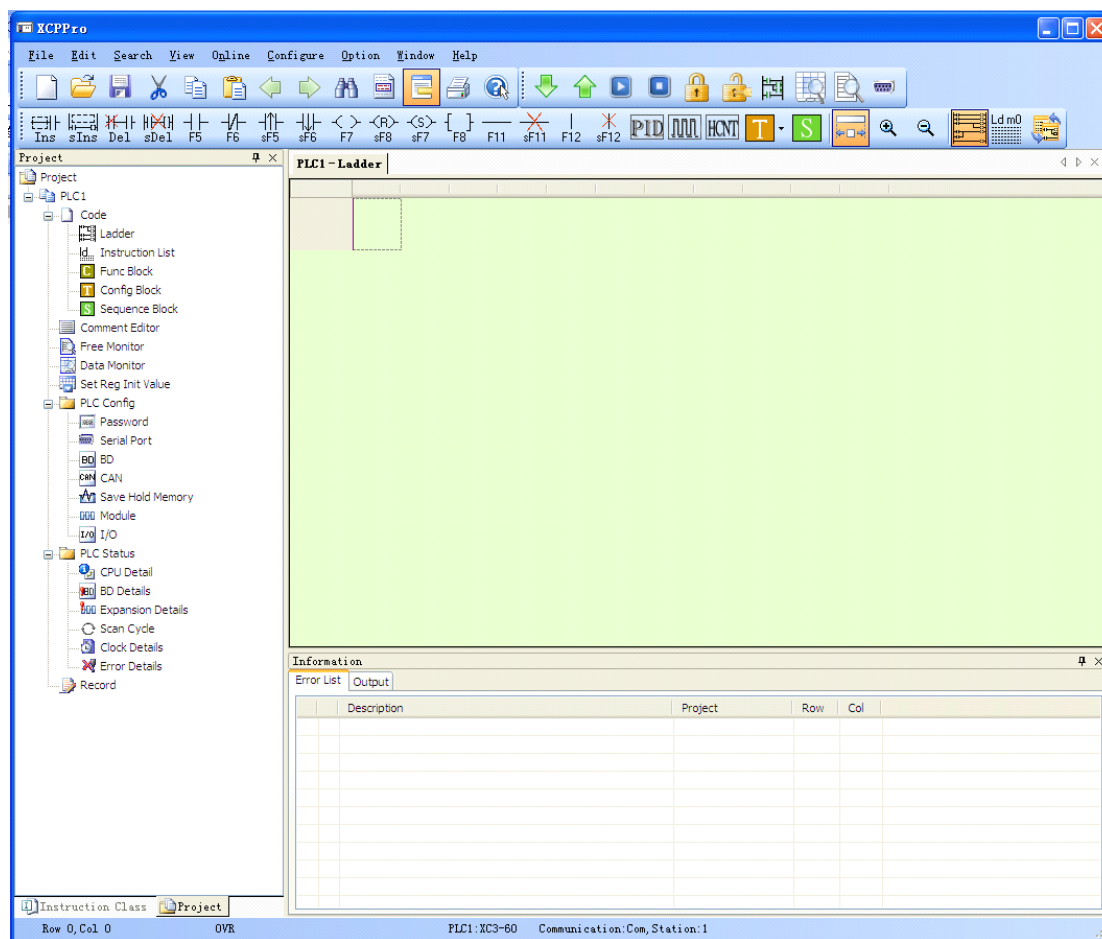 XCPPro
File Edit Search View Online Configure Option Window Help
Ins sIns Del sDel F5 F6 sF5 sF6 F7 sF8 sF7 F8 F11 sF11 F12 sF12 PID HCNT T S Ld m0
Project
PLC1 - Ladder
Project
PLC1
Code
Ladder
Instruction List
Func Block
Config Block
Sequence Block
Comment Editor
Free Monitor
Data Monitor
Set Reg Init Value
PLC Config
Password
Serial Port
BD BD
CAN CAN
Save Hold Memory
Module
I/O I/O
PLC Status
CPU Detail
BD Details
Expansion Details
Scan Cycle
Clock Details
Error Details
Record
Information
Error List Output
Description Project Row Col
Instruction Class Project
Row 0,Col 0 OVR PLC1:XC3-60 Communication:Com,Station:1